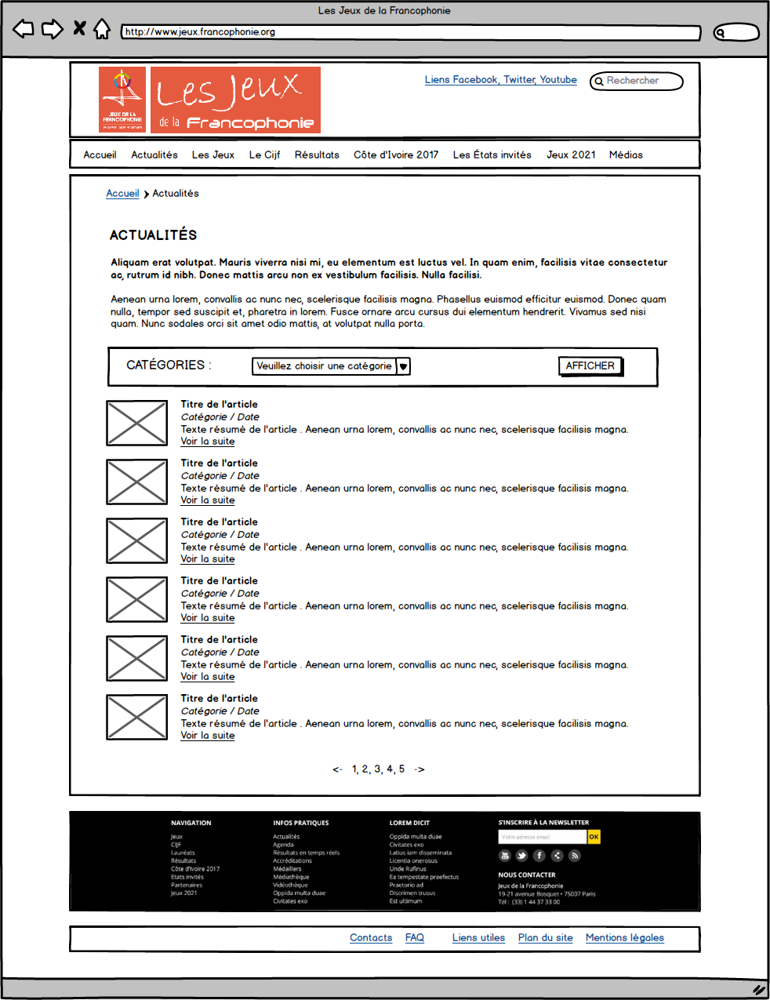 Les Jeux de la Francophonie
http://www.jeux.francophonie.org
JEUX DE LA
FRANCOPHONIE
Les Jeux
de la Francophonie
Liens Facebook, Twitter, Youtube
Rechercher
Accueil Actualités Les Jeux Le Cijf Résultats Côte d'Ivoire 2017 Les États invités Jeux 2021 Médias
Accueil > Actualités
ACTUALITÉS
Aliquam erat volutpat. Mauris viverra nisi mi, eu elementum est luctus vel. In quam enim, facilisis vitae consectetur
ac, rutrum id nibh. Donec mattis arcu non ex vestibulum facilisis. Nulla facilisi.
Aenean urna lorem, convallis ac nunc nec, scelerisque facilisis magna. Phasellus euismod efficitur euismod. Donec quam
nulla, tempor sed suscipit et, pharetra in lorem. Fusce ornare arcu cursus dui elementum hendrerit. Vivamus sed nisi
quam. Nunc sodales orci sit amet odio mattis, at volutpat nulla porta.
CATÉGORIES : Veuillez choisir une catégorie AFFICHER
Titre de l'article
Catégorie / Date
Texte résumé de l'article . Aenean urna lorem, convallis ac nunc nec, scelerisque facilisis magna.
Voir la suite
Titre de l'article
Catégorie / Date
Texte résumé de l'article . Aenean urna lorem, convallis ac nunc nec, scelerisque facilisis magna.
Voir la suite
Titre de l'article
Catégorie / Date
Texte résumé de l'article . Aenean urna lorem, convallis ac nunc nec, scelerisque facilisis magna.
Voir la suite
Titre de l'article
Catégorie / Date
Texte résumé de l'article . Aenean urna lorem, convallis ac nunc nec, scelerisque facilisis magna.
Voir la suite
Titre de l'article
Catégorie / Date
Texte résumé de l'article . Aenean urna lorem, convallis ac nunc nec, scelerisque facilisis magna.
Voir la suite
Titre de l'article
Catégorie / Date
Texte résumé de l'article . Aenean urna lorem, convallis ac nunc nec, scelerisque facilisis magna.
Voir la suite
<- 1, 2, 3, 4, 5 ->
NAVIGATION
Jeux
CIJF
Lauréats
Résultats
Côte d'Ivoire 2017
Etats invités
Partenaires
Jeux 2021
INFOS PRATIQUES
Actualités
Agenda
Résultats en temps réels
Accréditations
Médaillers
Médiathèque
Vidéothèque
Oppida multa duae
Civitates exo
LOREM DICIT
Oppida multa duae
Civitates exo
Latius iam disseminata
Licentia onerosus
Unde Rufinus
Ea tempestate praefectus
Praetorio ad
Discrimen trusus
Est ultimum
S'INSCRIRE À LA NEWSLETTER
Votre adresse email OK
NOUS CONTACTER
Jeux de la Francophonie
19-21 avenue Bosquet • 75007 Paris
Tél : (33) 1 44 37 33 00
Contacts FAQ Liens utiles Plan du site Mentions légales